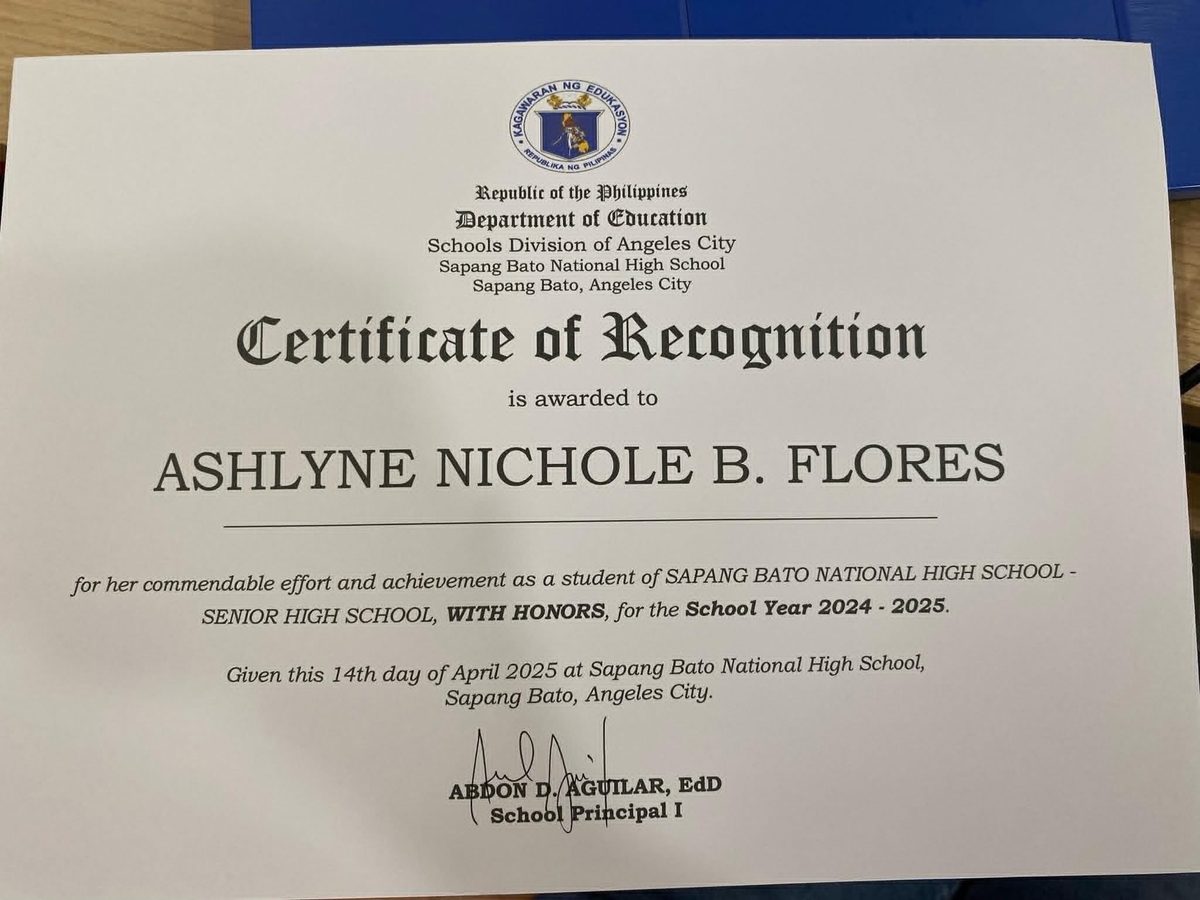 KAGAWARAN NG EDUKASYON
REPUBLIKA NG PILIPINAS
Republic of the Philippines
Department of Education
Schools Division of Angeles City
Sapang Bato National High School
Sapang Bato, Angeles City
Certificate of Recognition
is awarded to
ASHLYNE NICHOLE B. FLORES
for her commendable effort and achievement as a student of SAPANG BATO NATIONAL HIGH SCHOOL -
SENIOR HIGH SCHOOL, WITH HONORS, for the School Year 2024 - 2025.
Given this 14th day of April 2025 at Sapang Bato National High School,
Sapang Bato, Angeles City.
ABDON D. AGUILAR, EdD
School Principal I